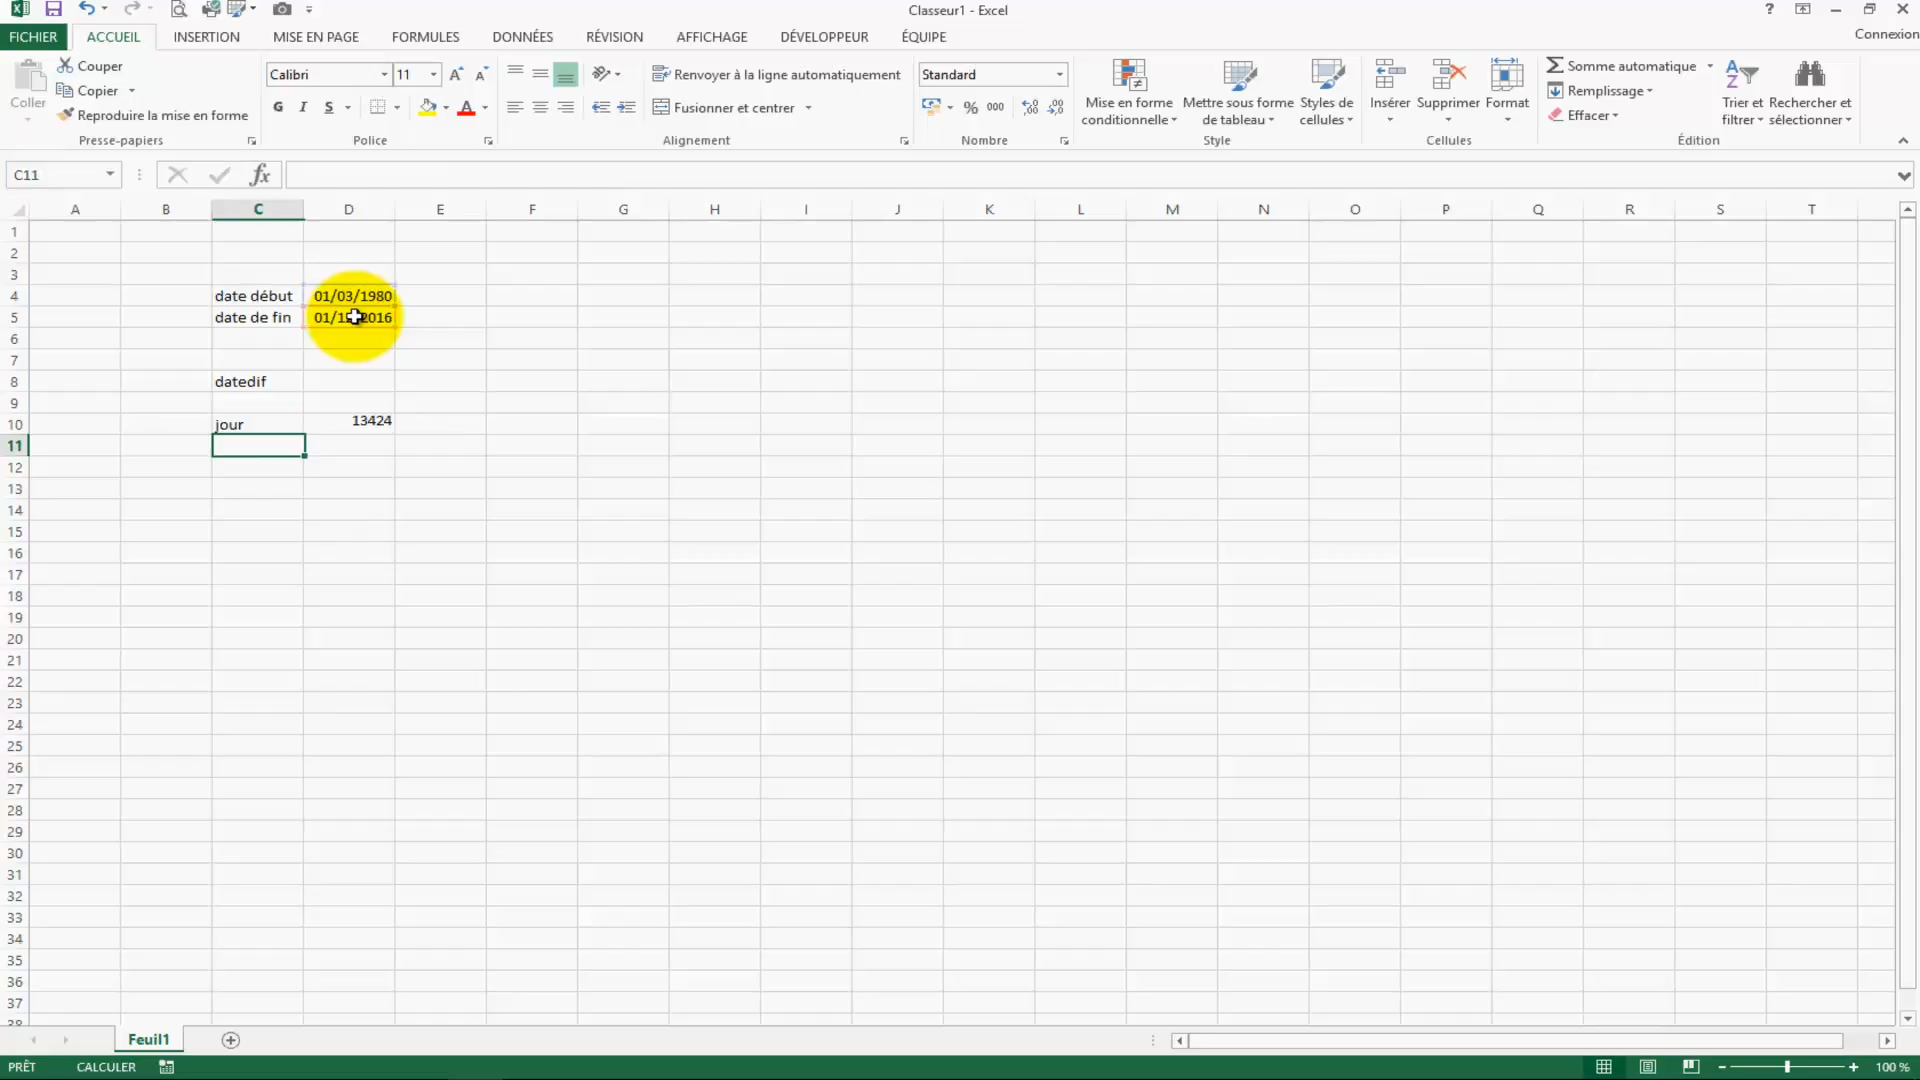 Classeur1 - Excel
?
Connexion
FICHIER ACCUEIL INSERTION MISE EN PAGE FORMULES DONNÉES RÉVISION AFFICHAGE DÉVELOPPEUR ÉQUIPE
Coller
Couper
Copier
Reproduire la mise en forme
Presse-papiers
Calibri 11
G I S
Police
Renvoyer à la ligne automatiquement
Fusionner et centrer
Alignement
Standard
% 000
Nombre
Mise en forme
conditionnelle
Mettre sous forme
de tableau
Styles de
cellules
Style
Insérer Supprimer Format
Cellules
Somme automatique
Remplissage
Effacer
Trier et
filtrer
Rechercher et
sélectionner
Édition
C11 fx
A B C D E F G H I J K L M N O P Q R S T
1
2
3
4 date début 01/03/1980
5 date de fin
6
7
8 datedif
9
10 jour 13424
11
12
13
14
15
16
17
18
19
20
21
22
23
24
25
26
27
28
29
30
31
32
33
34
35
36
37
38
Feuil1
PRÊT CALCULER 100 %